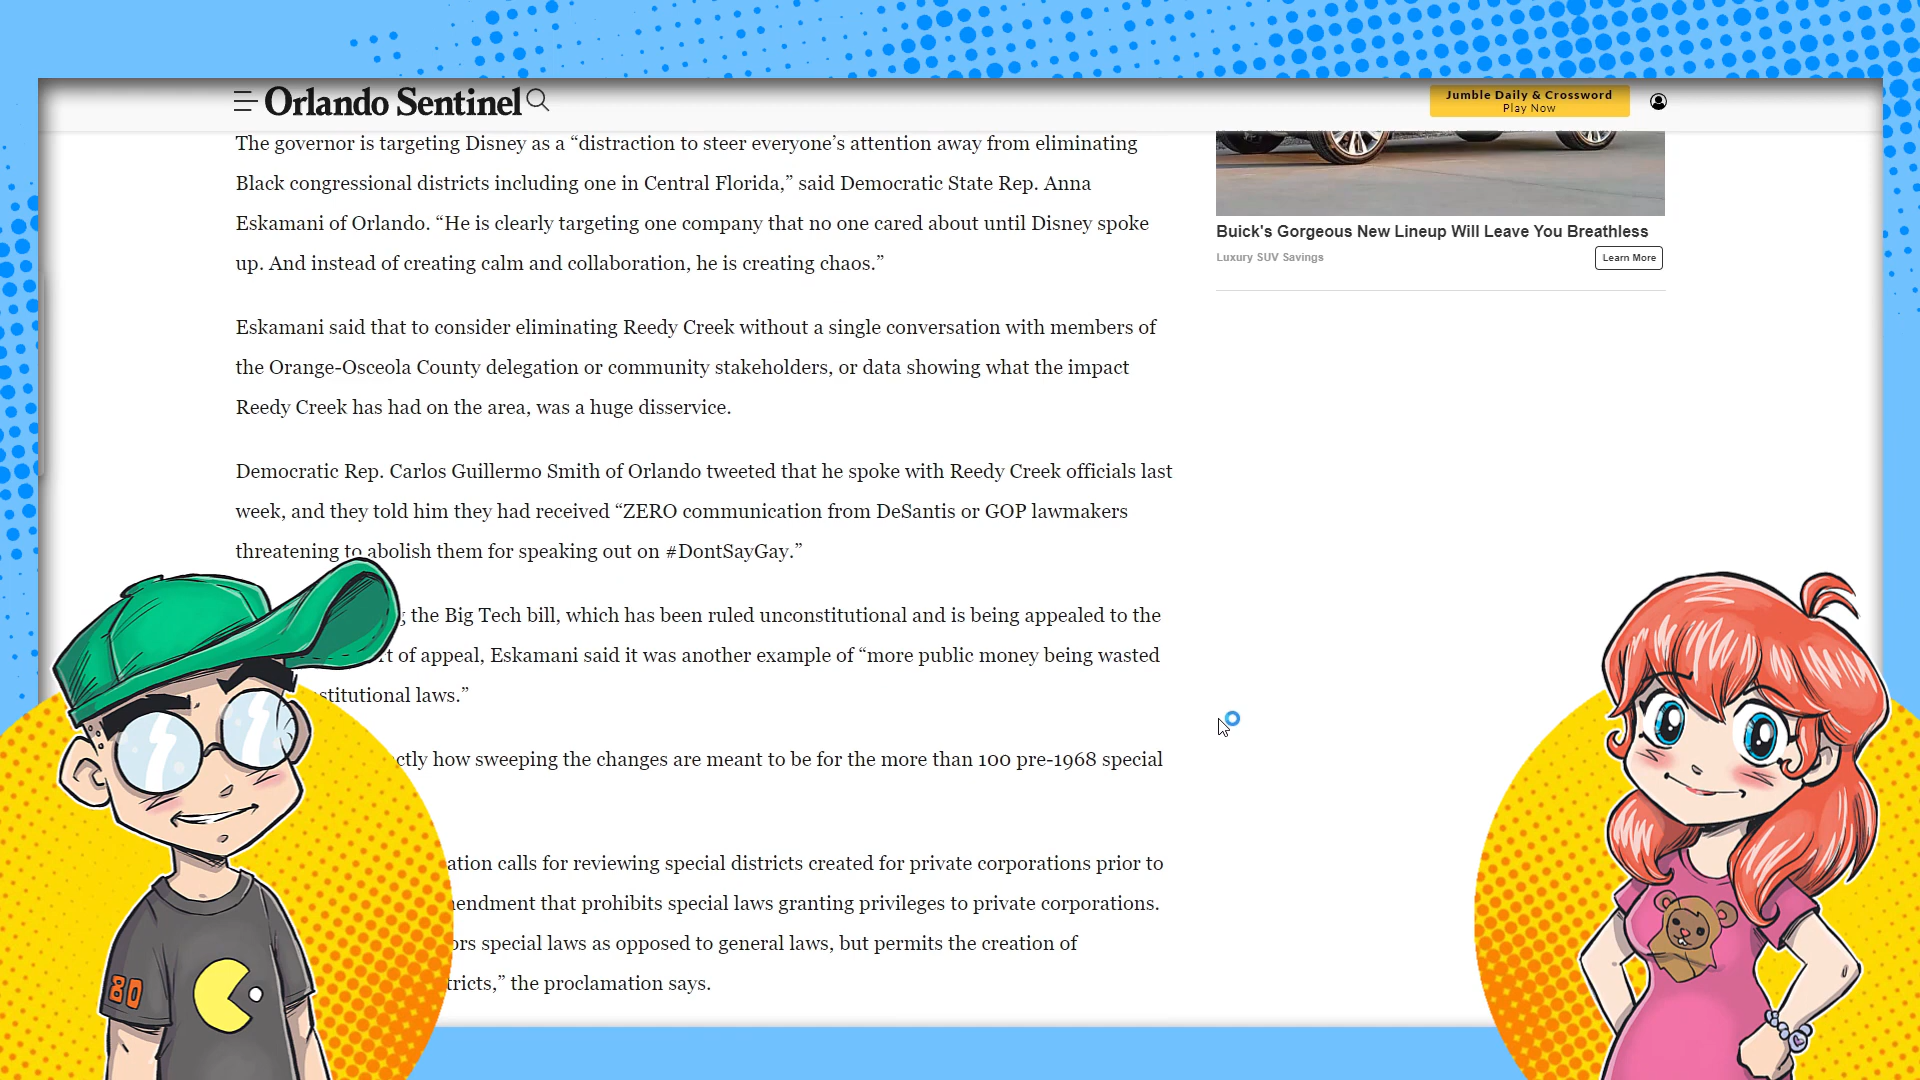 Orlando Sentinel
Jumble Daily & Crossword
Play Now
The governor is targeting Disney as a “distraction to steer everyone’s attention away from eliminating
Black congressional districts including one in Central Florida,” said Democratic State Rep. Anna
Eskamani of Orlando. “He is clearly targeting one company that no one cared about until Disney spoke
up. And instead of creating calm and collaboration, he is creating chaos.”
Eskamani said that to consider eliminating Reedy Creek without a single conversation with members of
the Orange-Osceola County delegation or community stakeholders, or data showing what the impact
Reedy Creek has had on the area, was a huge disservice.
Democratic Rep. Carlos Guillermo Smith of Orlando tweeted that he spoke with Reedy Creek officials last
week, and they told him they had received “ZERO communication from DeSantis or GOP lawmakers
threatening to abolish them for speaking out on #DontSayGay.”
the Big Tech bill, which has been ruled unconstitutional and is being appealed to the
of appeal, Eskamani said it was another example of “more public money being wasted
laws.”
how sweeping the changes are meant to be for the more than 100 pre-1968 special
calls for reviewing special districts created for private corporations prior to
that prohibits special laws granting privileges to private corporations.
special laws as opposed to general laws, but permits the creation of
the proclamation says.
Buick's Gorgeous New Lineup Will Leave You Breathless
Luxury SUV Savings
Learn More
80